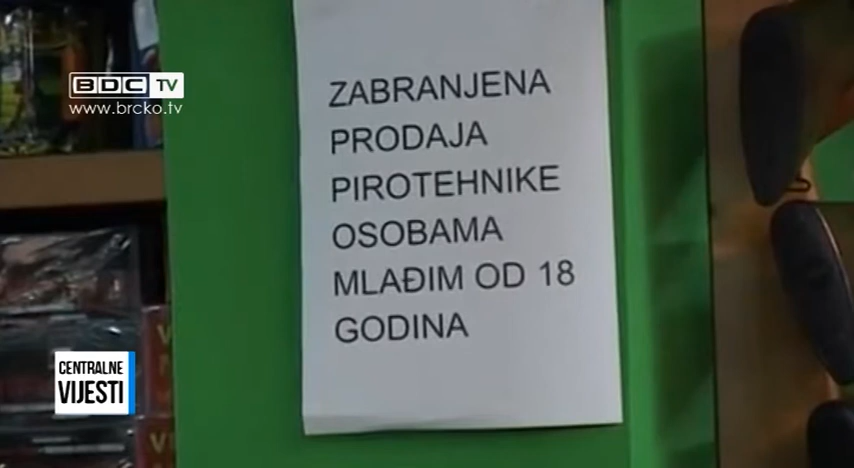 BDC TV
www.brcko.tv
ZABRANJENA
PRODAJA
PIROTEHNIKE
OSOBAMA
MLAĐIM OD 18
GODINA
CENTRALNE
VIJESTI